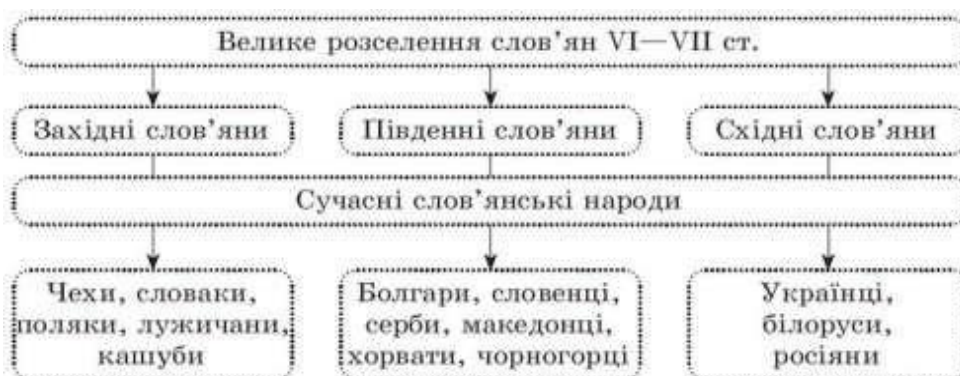 Велике розселення слов’ян VI—VII ст.
Західні слов’яни
Південні слов’яни
Східні слов’яни
Сучасні слов’янські народи
Чехи, словаки,
поляки, лужичани,
кашуби
Болгари, словенці,
серби, македонці,
хорвати, чорногорці
Українці,
білоруси,
росіяни